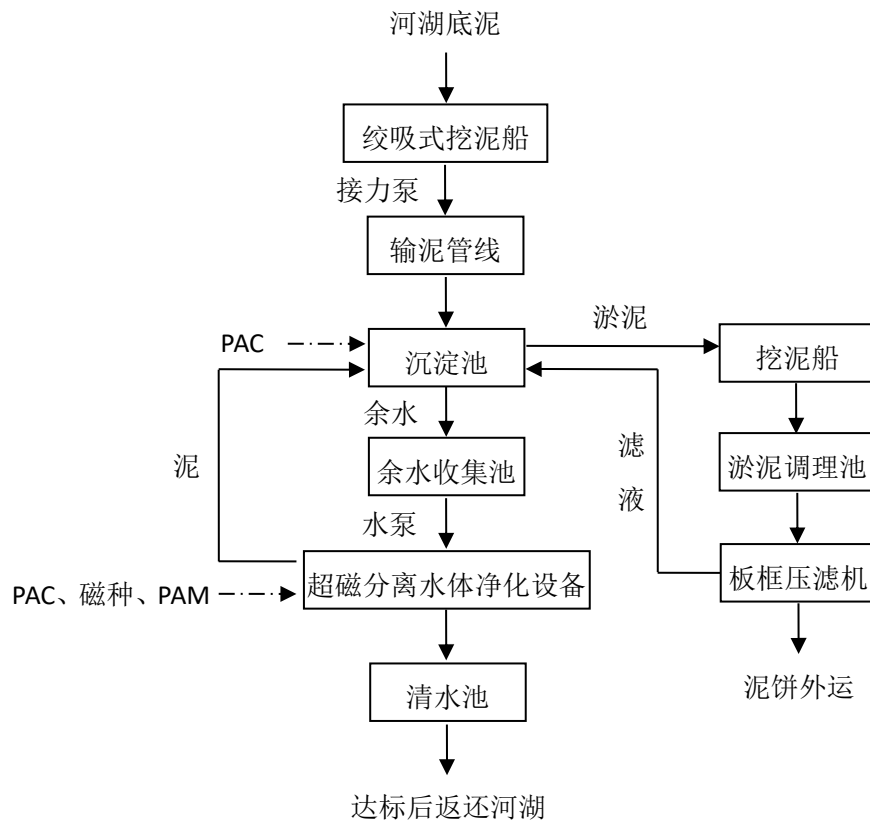 河湖底泥
绞吸式挖泥船
接力泵
输泥管线
PAC
沉淀池
淤泥
挖泥船
余水
泥
余水收集池
滤
液
淤泥调理池
水泵
PAC、磁种、PAM
超磁分离水体净化设备
板框压滤机
清水池
泥饼外运
达标后返还河湖